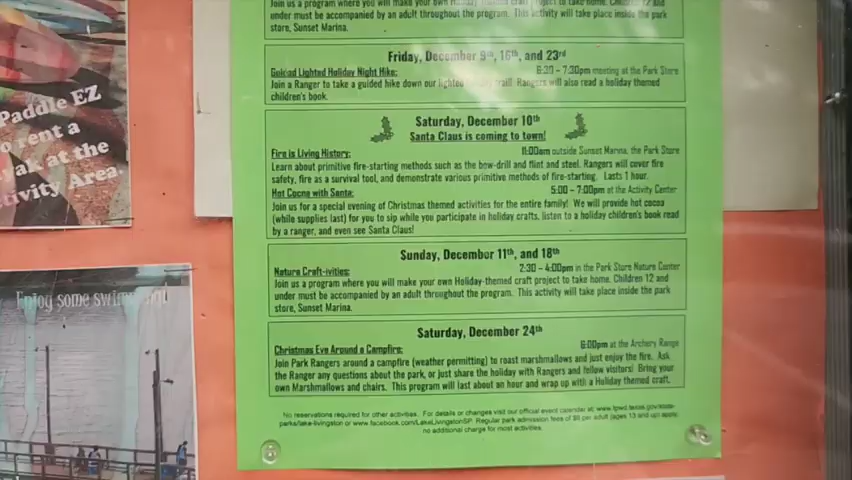 Join us a program where you will make your own Holiday-themed craft project to take home. Children 12 and
under must be accompanied by an adult throughout the program. This activity will take place inside the park
store, Sunset Marina.
Friday, December 9th, 16th, and 23rd
Guided Lighted Holiday Night Hike: 6:30 - 7:30pm meeting at the Park Store
Join a Ranger to take a guided hike down our lighted trail! Rangers will also read a holiday themed
children's book.
Saturday, December 10th
Santa Claus is coming to town!
Fire is Living History: 11:00am outside Sunset Marina, the Park Store
Learn about primitive fire-starting methods such as the bow-drill and flint and steel. Rangers will cover fire
safety, fire as a survival tool, and demonstrate various primitive methods of fire-starting. Lasts 1 hour.
Hot Cocoa with Santa: 5:00 - 7:00pm at the Activity Center
Join us for a special evening of Christmas themed activities for the entire family! We will provide hot cocoa
(while supplies last) for you to sip while you participate in holiday crafts, listen to a holiday children's book read
by a ranger, and even see Santa Claus!
Sunday, December 11th, and 18th
Nature Craft-ivities: 2:30 - 4:00pm in the Park Store Nature Center
Join us a program where you will make your own Holiday-themed craft project to take home. Children 12 and
under must be accompanied by an adult throughout the program. This activity will take place inside the park
store, Sunset Marina.
Saturday, December 24th
Christmas Eve Around a Campfire: 6:00pm at the Archery Range
Join Park Rangers around a campfire (weather permitting) to roast marshmallows and just enjoy the fire. Ask
the Ranger any questions about the park, or just share the holiday with Rangers and fellow visitors! Bring your
own Marshmallows and chairs. This program will last about an hour and wrap up with a Holiday themed craft.
No reservations required for other activities. For details or changes visit our official event calendar at: www.tpwd.texas.gov/state-
parks/lake-livingston or www.facebook.com/LakeLivingstonSP. Regular park admission fees of $6 per adult (ages 13 and up) apply;
no additional charge for most activities.
Paddle EZ
o rent a
ak at the
tivity Area.
Enjoy some